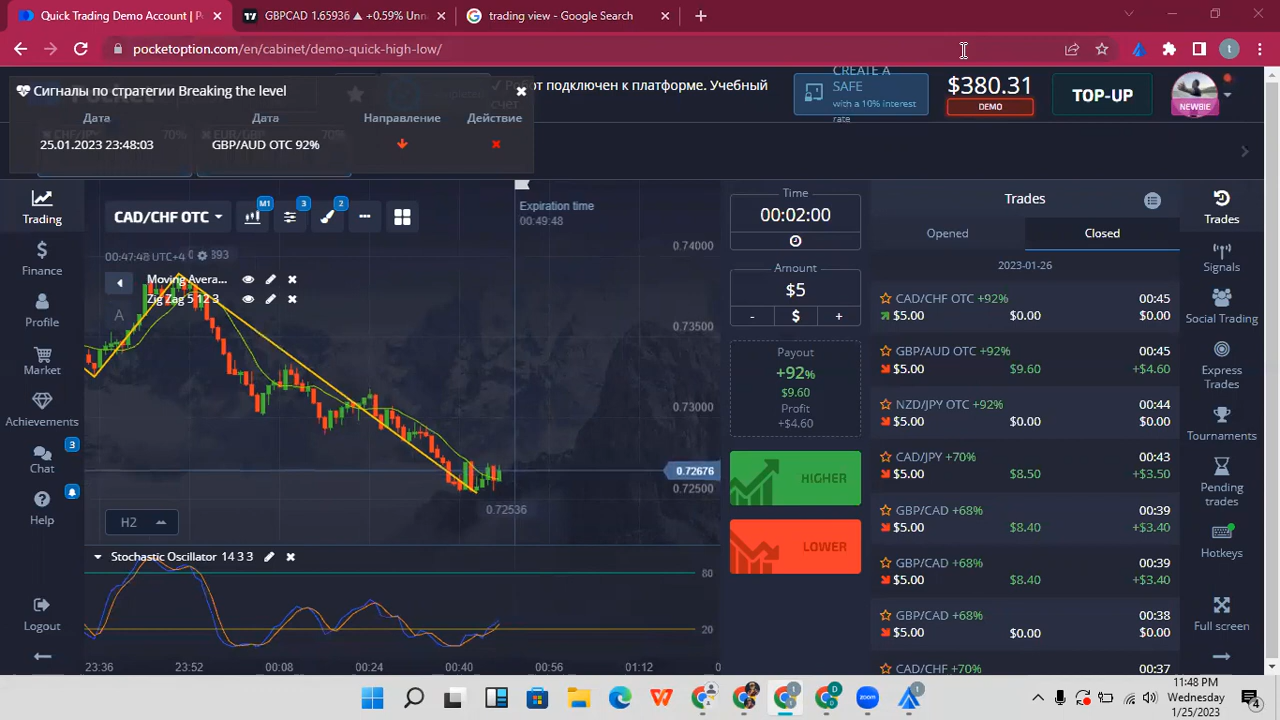 Quick Trading Demo Account | P
GBPCAD 1.65936 ▲ +0.59% Unn
trading view - Google Search
pocketoption.com/en/cabinet/demo-quick-high-low/
t
Сигналы по стратегии Breaking the level
Дата Дата Направление Действие
25.01.2023 23:48:03 GBP/AUD OTC 92%
CHF/JP 70%
EUR/GBP 70%
✓ Робот подключен к платформе. Учебный
счет
CREATE A
SAFE
with a 10% interest
rate
$380.31
DEMO
TOP-UP
NEWBIE
Trading
Finance
Profile
Market
Achievements
Chat
3
Help
Logout
CAD/CHF OTC
M1
3
2
00:47:48 UTC+4
Moving Avera...
Zig Zag 5 12 3
A
Expiration time
00:49:48
0.74000
0.73500
0.73000
0.72676
0.72500
0.72536
H2
Stochastic Oscillator 14 3 3
80
20
23:36 23:52 00:08 00:24 00:40 00:56 01:12 0
Time
00:02:00
Amount
$5
- $ +
Payout
+92%
$9.60
Profit
+$4.60
HIGHER
LOWER
Trades
Opened Closed
2023-01-26
CAD/CHF OTC +92% 00:45
$5.00 $0.00 $0.00
GBP/AUD OTC +92% 00:45
$5.00 $9.60 +$4.60
NZD/JPY OTC +92% 00:44
$5.00 $0.00 $0.00
CAD/JPY +70% 00:43
$5.00 $8.50 +$3.50
GBP/CAD +68% 00:39
$5.00 $8.40 +$3.40
GBP/CAD +68% 00:39
$5.00 $8.40 +$3.40
GBP/CAD +68% 00:38
$5.00 $0.00 $0.00
CAD/CHF +70% 00:37
Trades
Signals
Social Trading
Express
Trades
Tournaments
Pending
trades
Hotkeys
Full screen
11:48 PM
Wednesday
1/25/2023
4